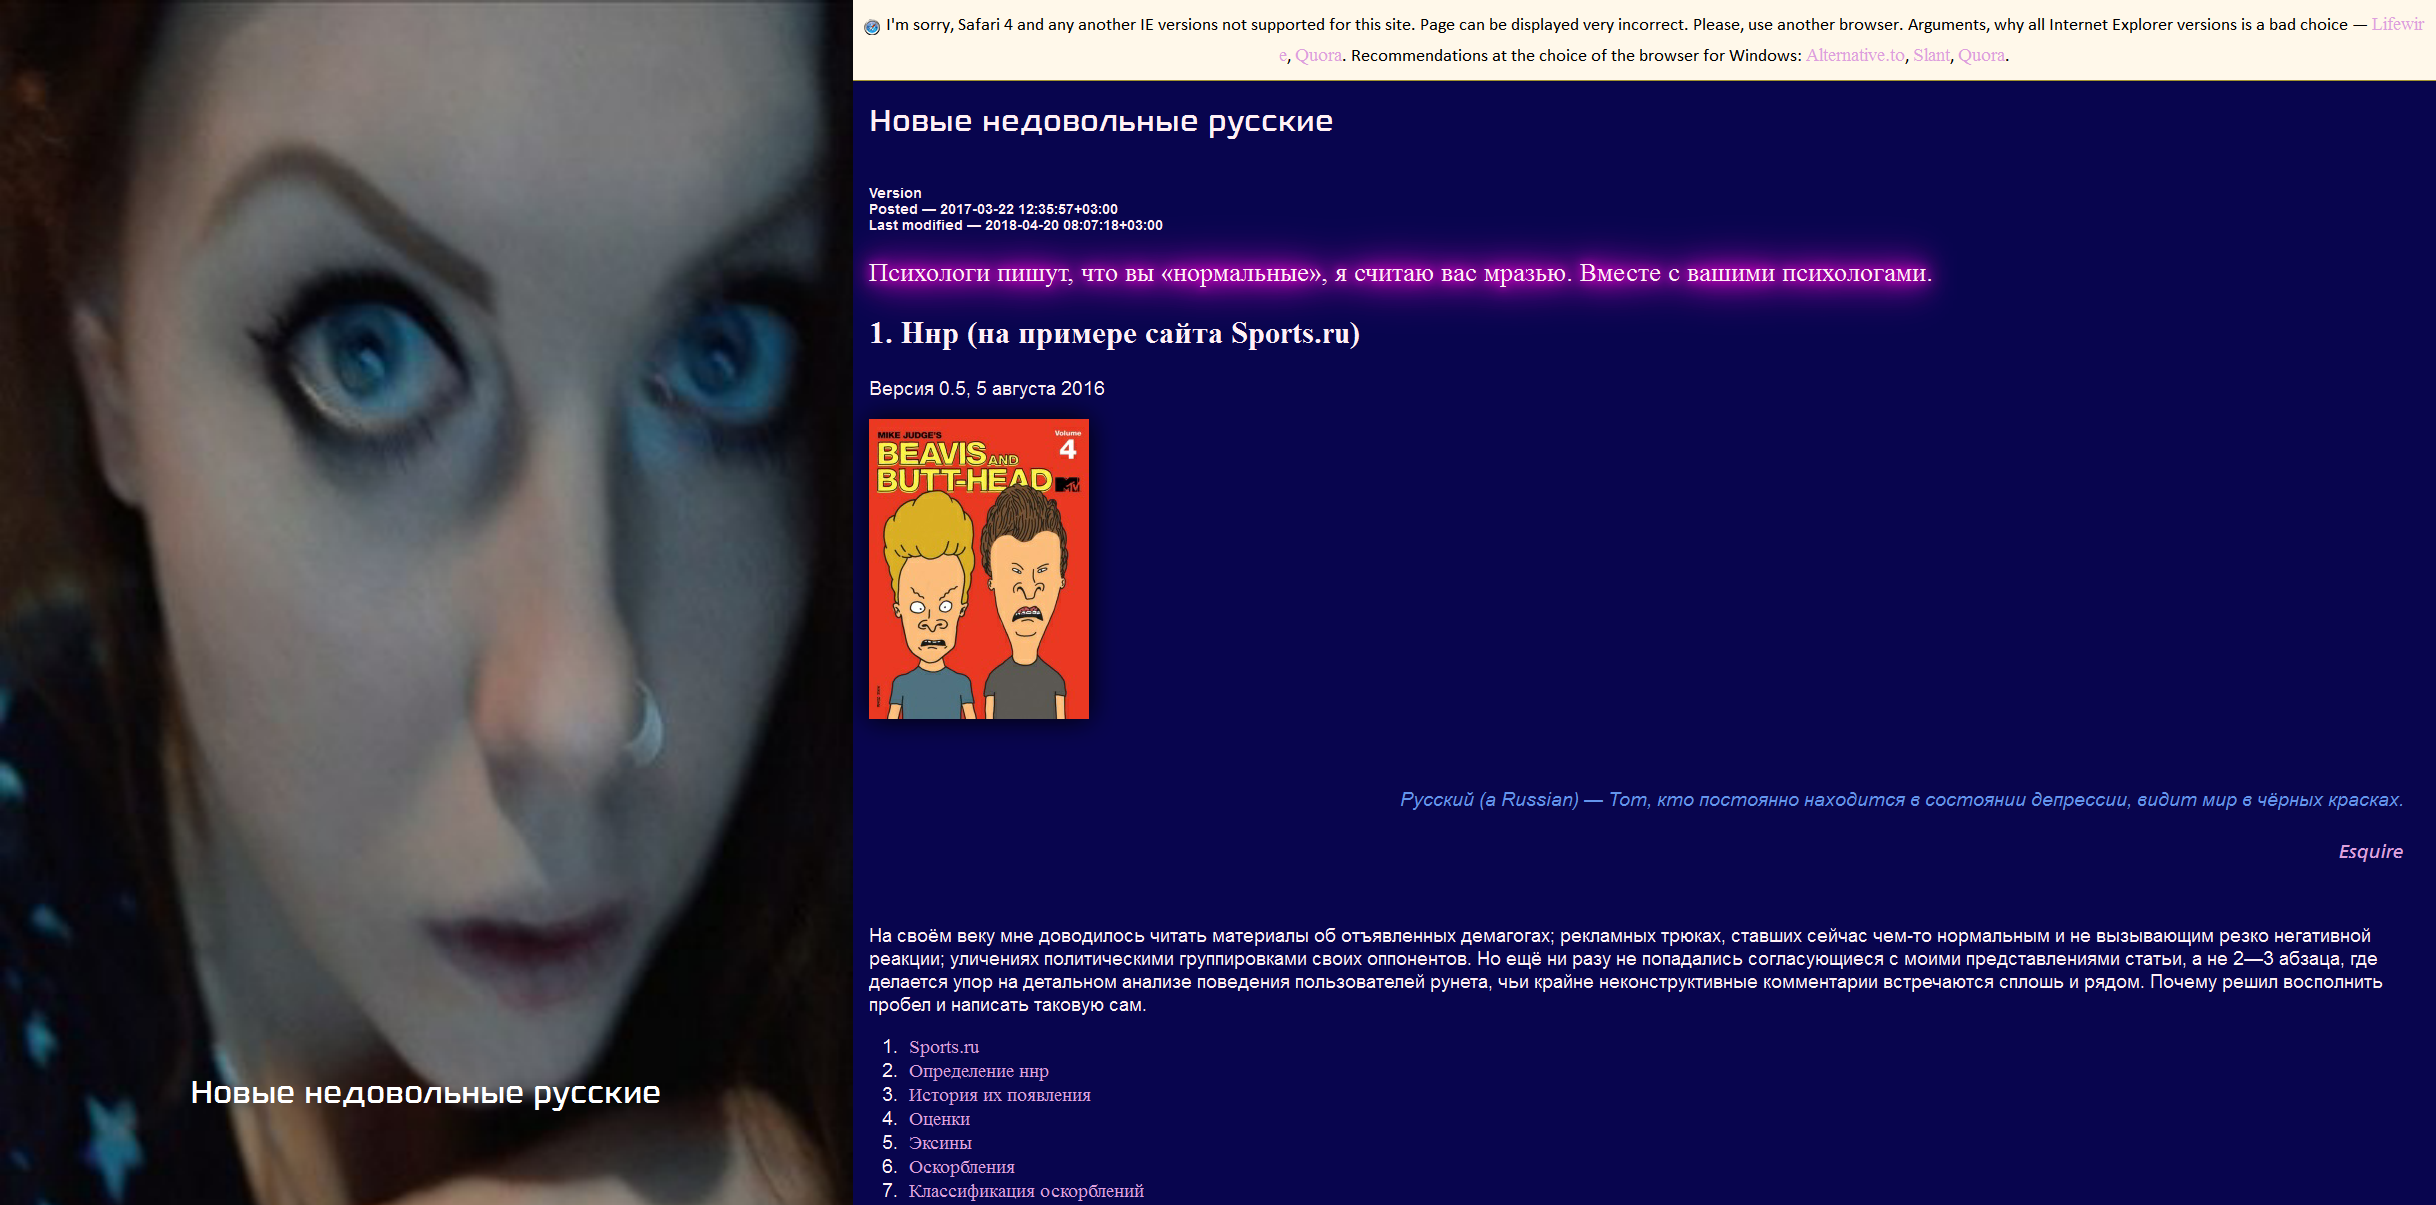 I'm sorry, Safari 4 and any another IE versions not supported for this site. Page can be displayed very incorrect. Please, use another browser. Arguments, why all Internet Explorer versions is a bad choice — Lifewir
e, Quora. Recommendations at the choice of the browser for Windows: Alternative.to, Slant, Quora.
Новые недовольные русские
Version
Posted — 2017-03-22 12:35:57+03:00
Last modified — 2018-04-20 08:07:18+03:00
Психологи пишут, что вы «нормальные», я считаю вас мразью. Вместе с вашими психологами.
1. Ннр (на примере сайта Sports.ru)
Версия 0.5, 5 августа 2016
MIKE JUDGE'S
BEAVIS AND
BUTT-HEAD
Volume
4
MTV
Русский (a Russian) — Тот, кто постоянно находится в состоянии депрессии, видит мир в чёрных красках.
Esquire
На своём веку мне доводилось читать материалы об отъявленных демагогах; рекламных трюках, ставших сейчас чем-то нормальным и не вызывающим резко негативной
реакции; уличениях политическими группировками своих оппонентов. Но ещё ни разу не попадались согласующиеся с моими представлениями статьи, а не 2—3 абзаца, где
делается упор на детальном анализе поведения пользователей рунета, чьи крайне неконструктивные комментарии встречаются сплошь и рядом. Почему решил восполнить
пробел и написать таковую сам.
1. Sports.ru
2. Определение ннр
3. История их появления
4. Оценки
5. Эксины
6. Оскорбления
7. Классификация оскорблений
Новые недовольные русские